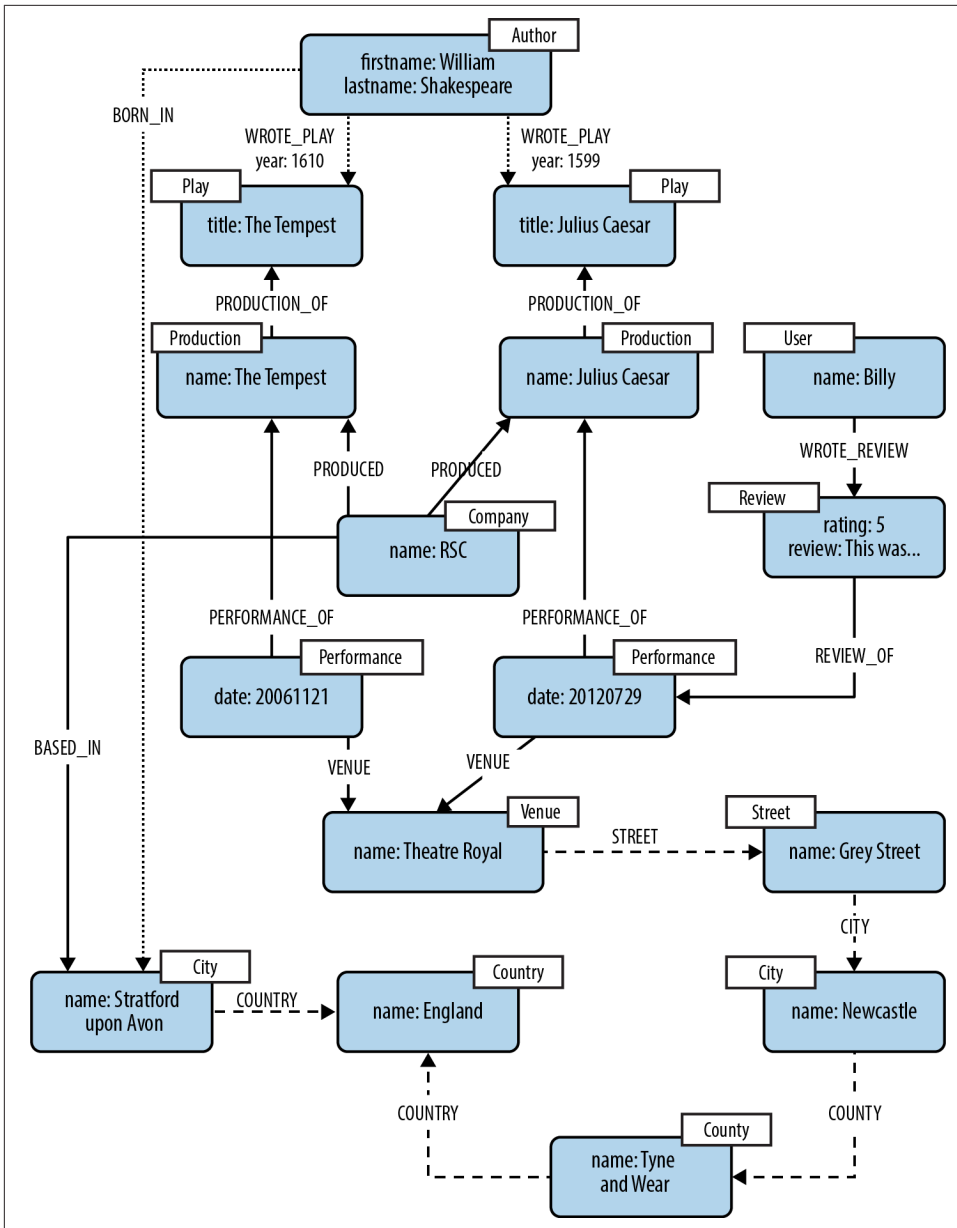 Author
firstname: William
lastname: Shakespeare
BORN_IN
WROTE_PLAY
year: 1610
WROTE_PLAY
year: 1599
Play
title: The Tempest
Play
title: Julius Caesar
PRODUCTION_OF
PRODUCTION_OF
Production
name: The Tempest
Production
name: Julius Caesar
User
name: Billy
WROTE_REVIEW
PRODUCED
PRODUCED
Company
name: RSC
Review
rating: 5
review: This was...
PERFORMANCE_OF
PERFORMANCE_OF
Performance
date: 20061121
Performance
date: 20120729
REVIEW_OF
BASED_IN
VENUE
VENUE
Venue
name: Theatre Royal
STREET
Street
name: Grey Street
CITY
City
name: Stratford
upon Avon
COUNTRY
Country
name: England
City
name: Newcastle
COUNTRY
COUNTY
County
name: Tyne
and Wear